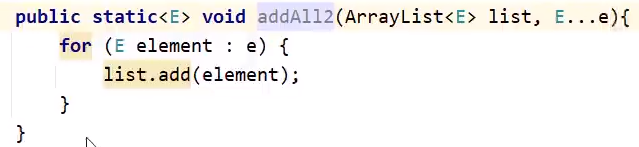 public static<E> void addAll2(ArrayList<E> list, E...e){
for (E element : e) {
list.add(element);
}
}